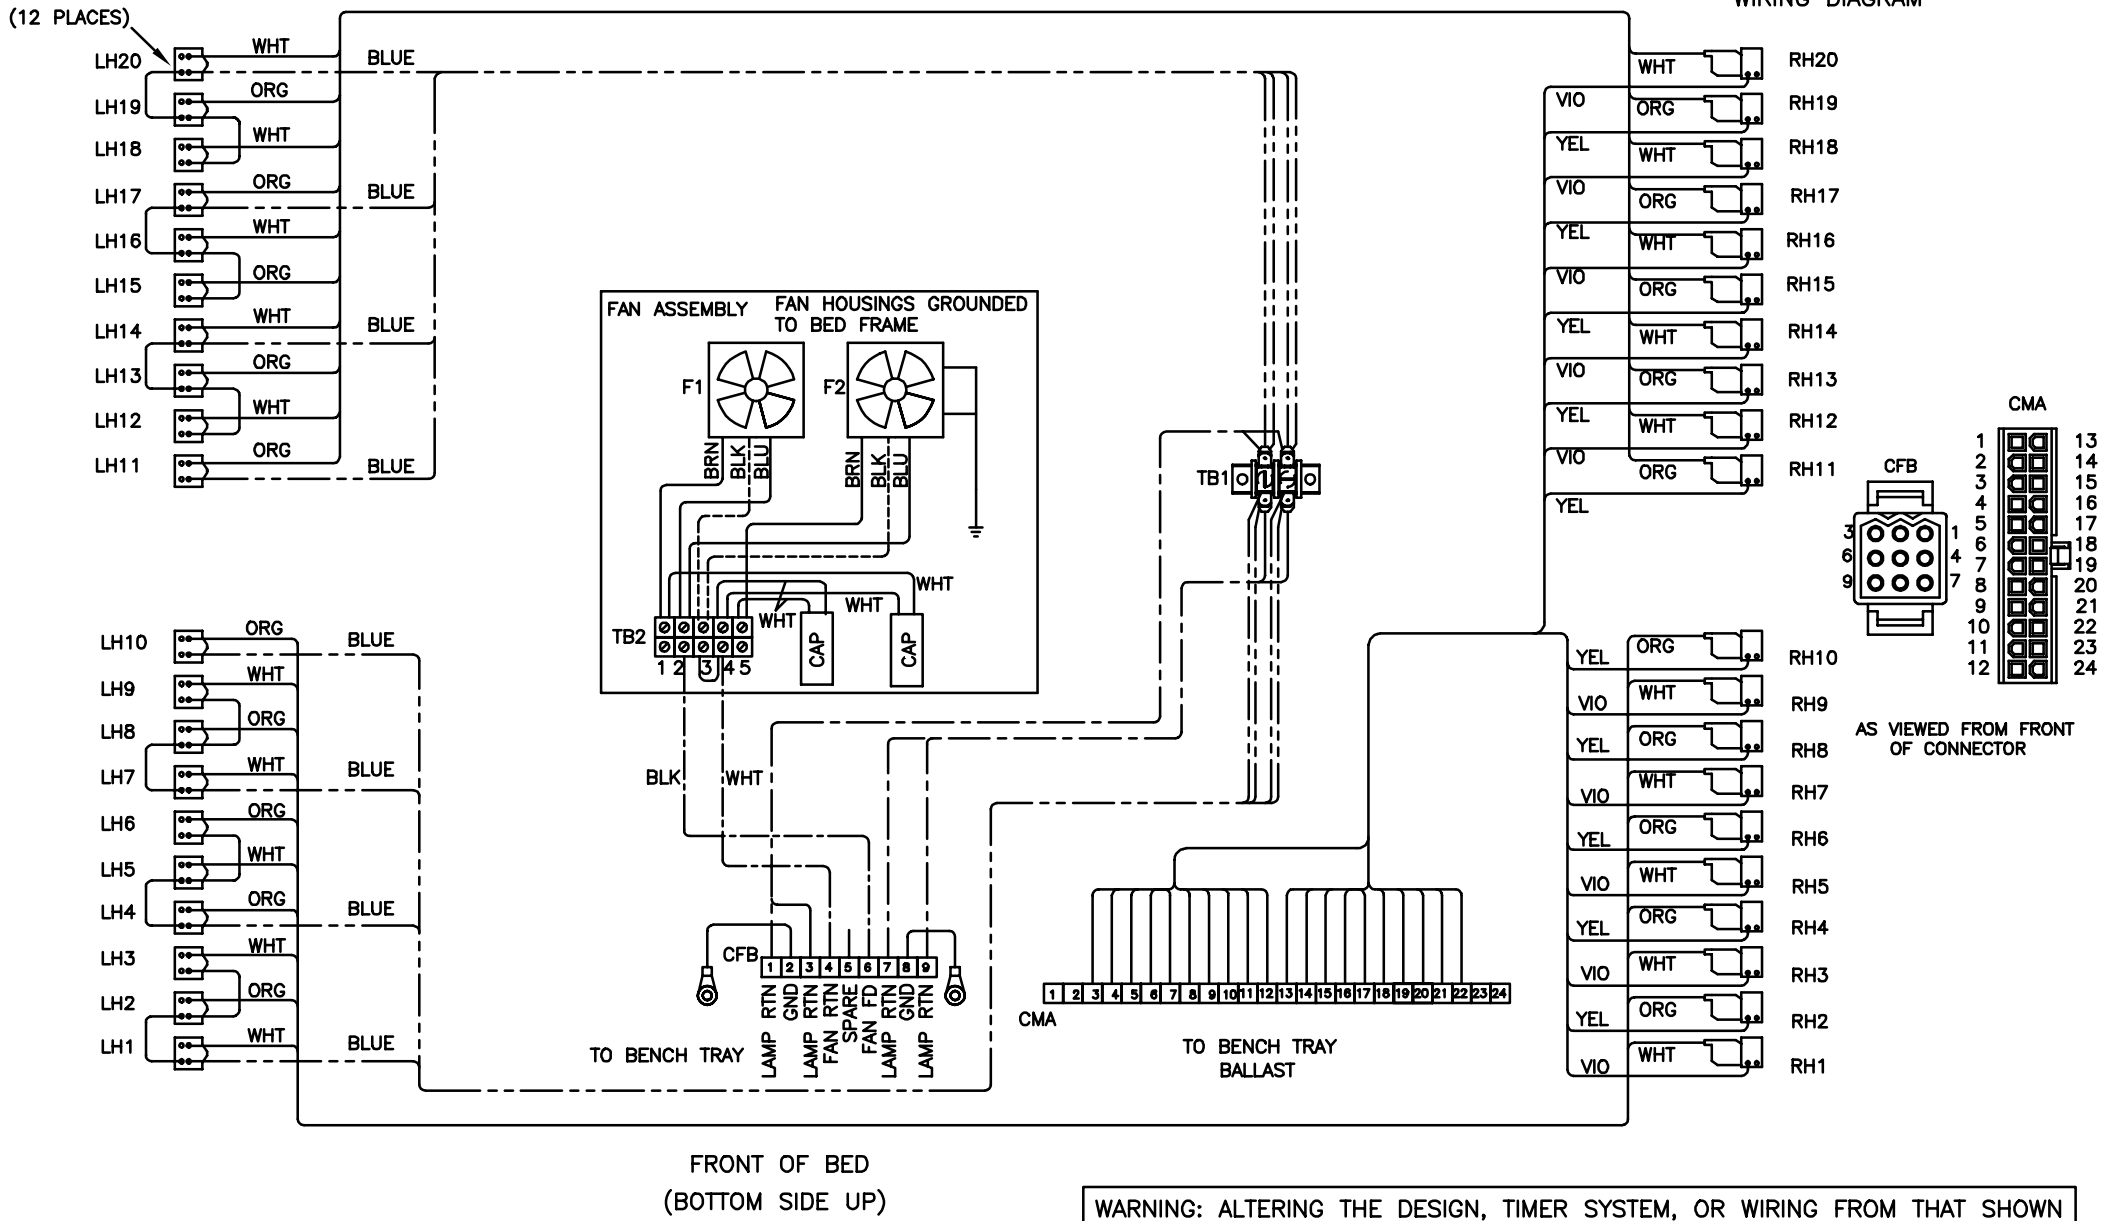 (12 PLACES)
WIRING DIAGRAM
LH20 WHT BLUE
LH19 ORG
LH18 WHT
LH17 ORG BLUE
LH16 WHT
LH15 ORG
LH14 WHT BLUE
LH13 ORG
LH12 WHT
LH11 ORG BLUE
LH10 ORG BLUE
LH9 WHT
LH8 ORG
LH7 WHT BLUE
LH6 ORG
LH5 WHT
LH4 ORG BLUE
LH3 WHT
LH2 ORG
LH1 WHT BLUE
FAN ASSEMBLY
FAN HOUSINGS GROUNDED
TO BED FRAME
F1
F2
BRN
BLK
BLU
BRN
BLK
BLU
WHT
WHT
WHT
TB2
CAP
CAP
1 2 3 4 5
BLK
WHT
TB1
CFB
1 2 3 4 5 6 7 8 9
LAMP RTN
GND
LAMP RTN
FAN RTN
SPARE
FAN FD
LAMP RTN
GND
LAMP RTN
TO BENCH TRAY
1 2 3 4 5 6 7 8 9 10 11 12 13 14 15 16 17 18 19 20 21 22 23 24
CMA
TO BENCH TRAY
BALLAST
WHT RH20
VIO
ORG RH19
YEL
WHT RH18
VIO
ORG RH17
YEL
WHT RH16
VIO
ORG RH15
YEL
WHT RH14
VIO
ORG RH13
YEL
WHT RH12
VIO
ORG RH11
YEL
ORG
YEL RH10
WHT
VIO RH9
ORG
YEL RH8
WHT
VIO RH7
ORG
YEL RH6
WHT
VIO RH5
ORG
YEL RH4
WHT
VIO RH3
ORG
YEL RH2
WHT
VIO RH1
CFB
3 1
6 4
9 7
CMA
1 13
2 14
3 15
4 16
5 17
6 18
7 19
8 20
9 21
10 22
11 23
12 24
AS VIEWED FROM FRONT
OF CONNECTOR
FRONT OF BED
(BOTTOM SIDE UP)
WARNING: ALTERING THE DESIGN, TIMER SYSTEM, OR WIRING FROM THAT SHOWN